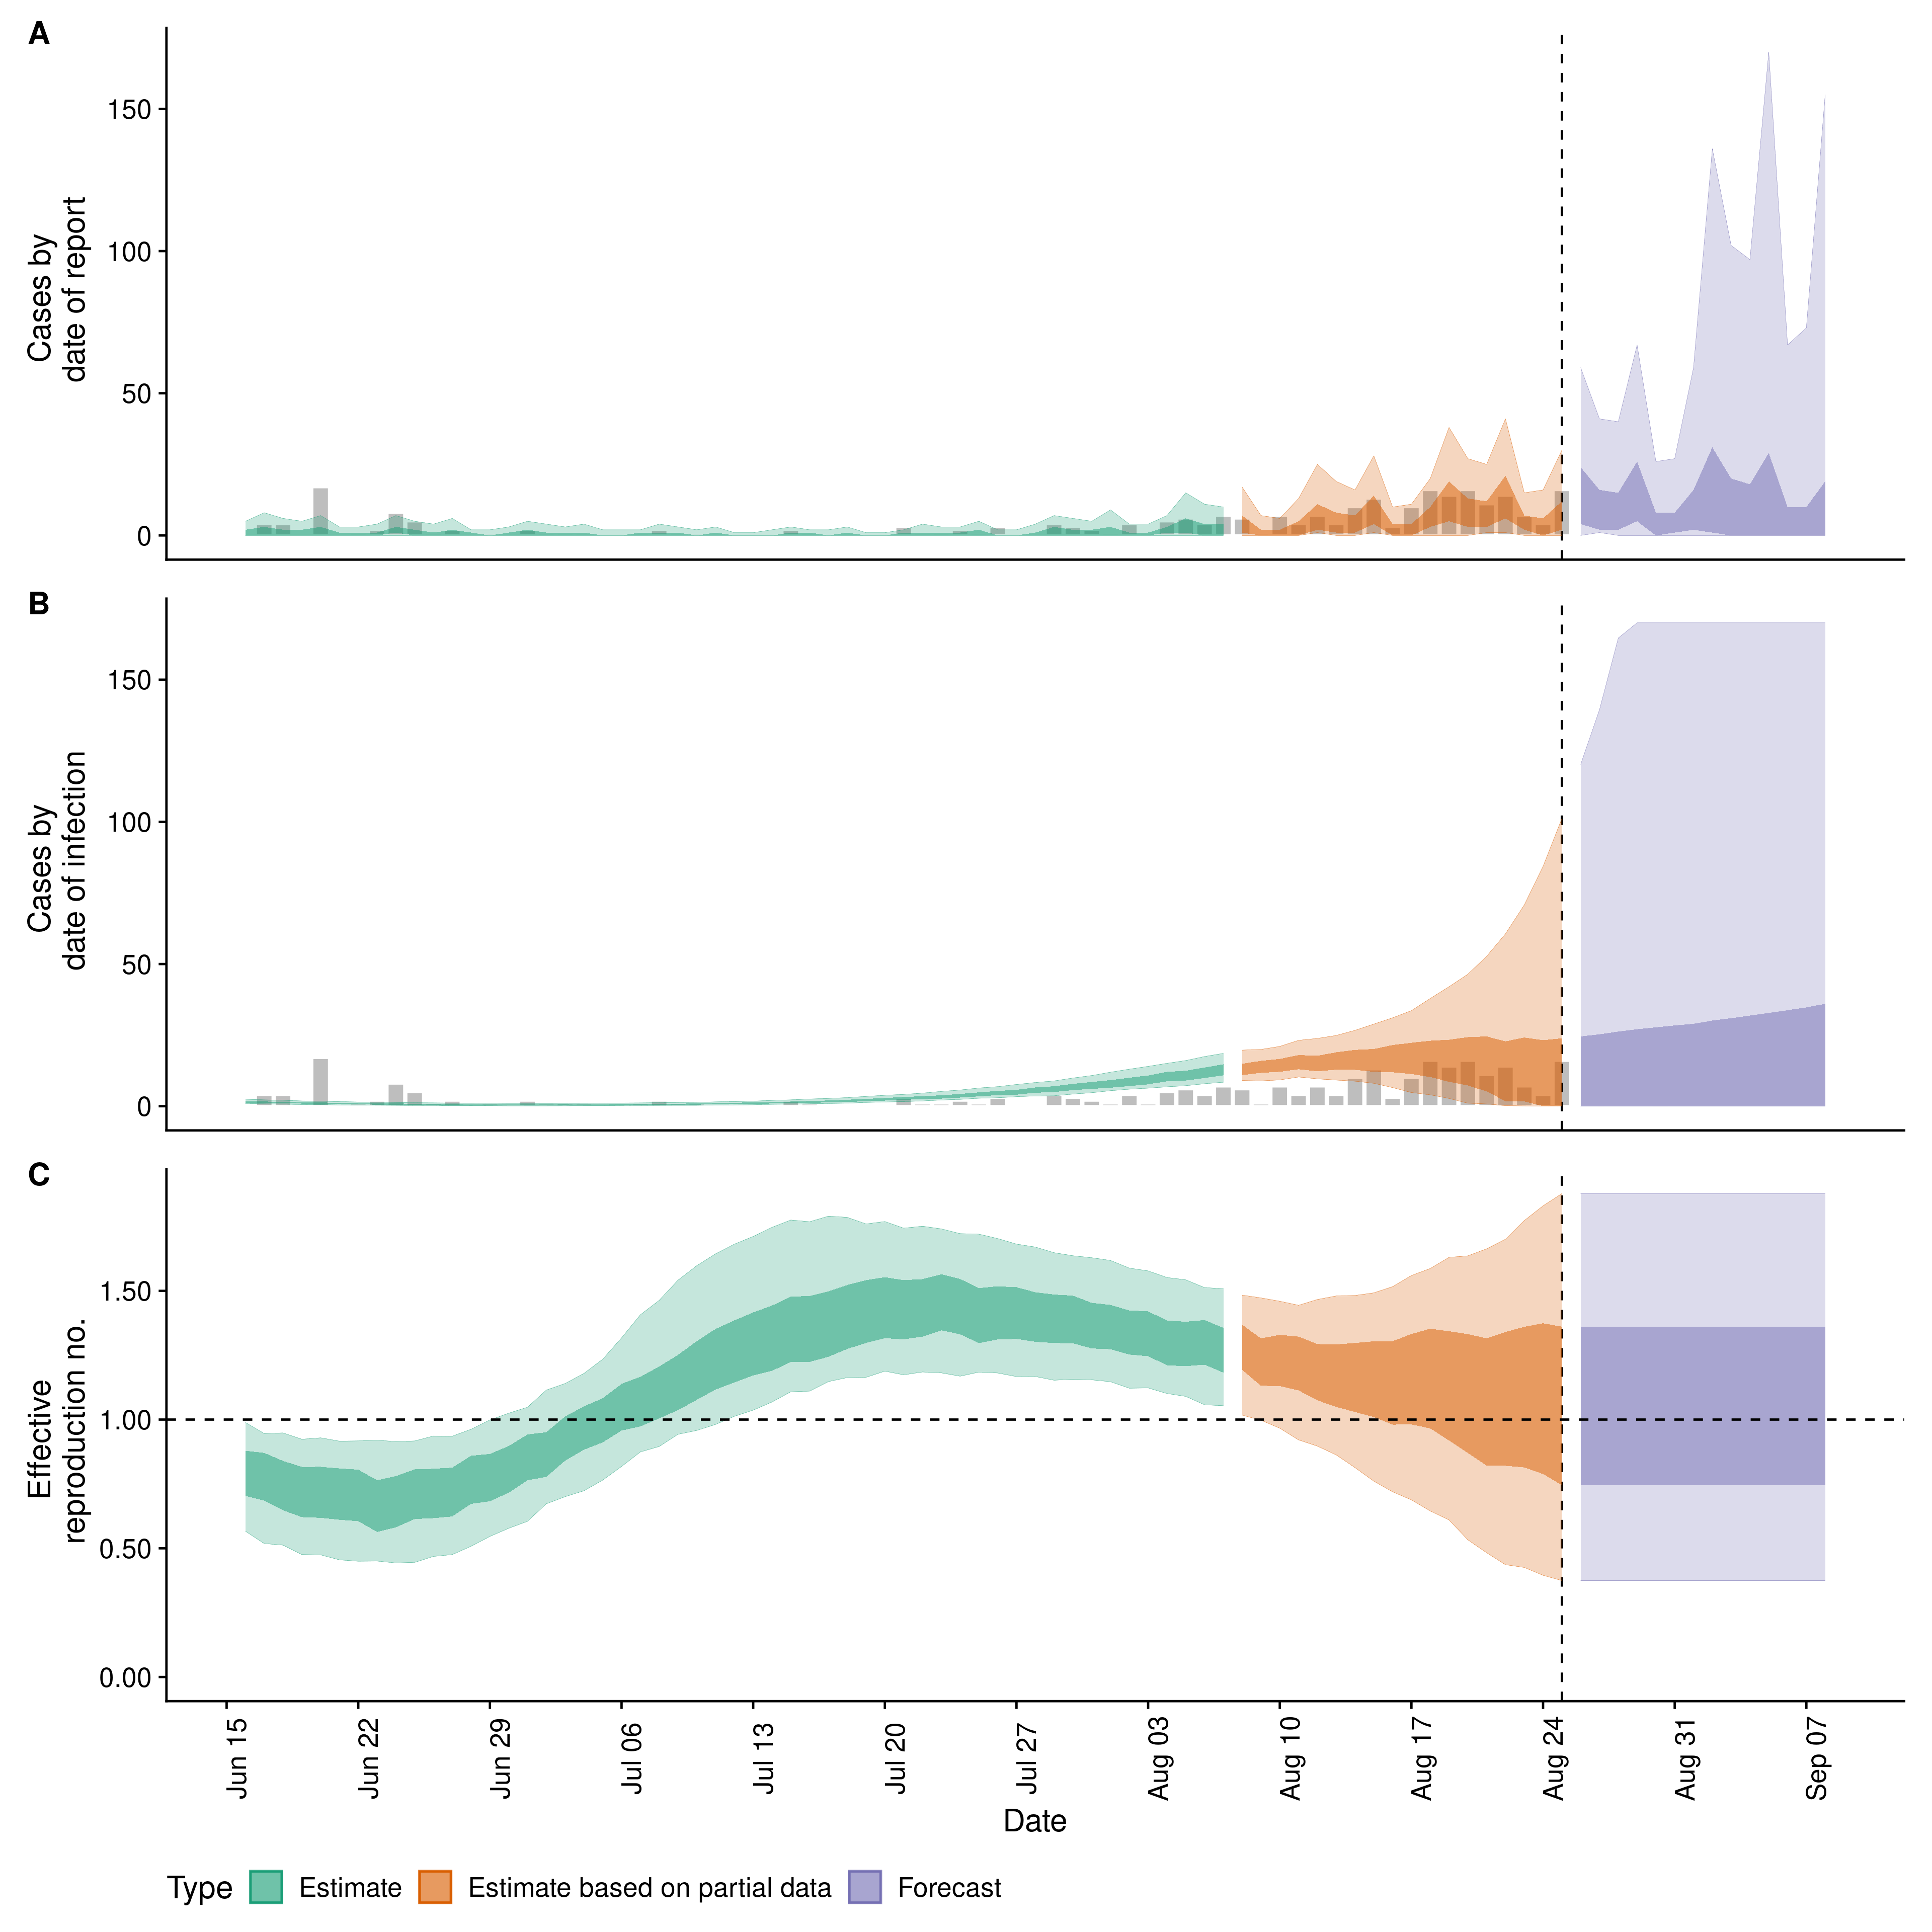 A
Cases by
date of report
150
100
50
0
B
Cases by
date of infection
150
100
50
0
C
Effective
reproduction no.
1.50
1.00
0.50
0.00
Jun 15
Jun 22
Jun 29
Jul 06
Jul 13
Jul 20
Jul 27
Aug 03
Aug 10
Aug 17
Aug 24
Aug 31
Sep 07
Date
Type Estimate Estimate based on partial data Forecast